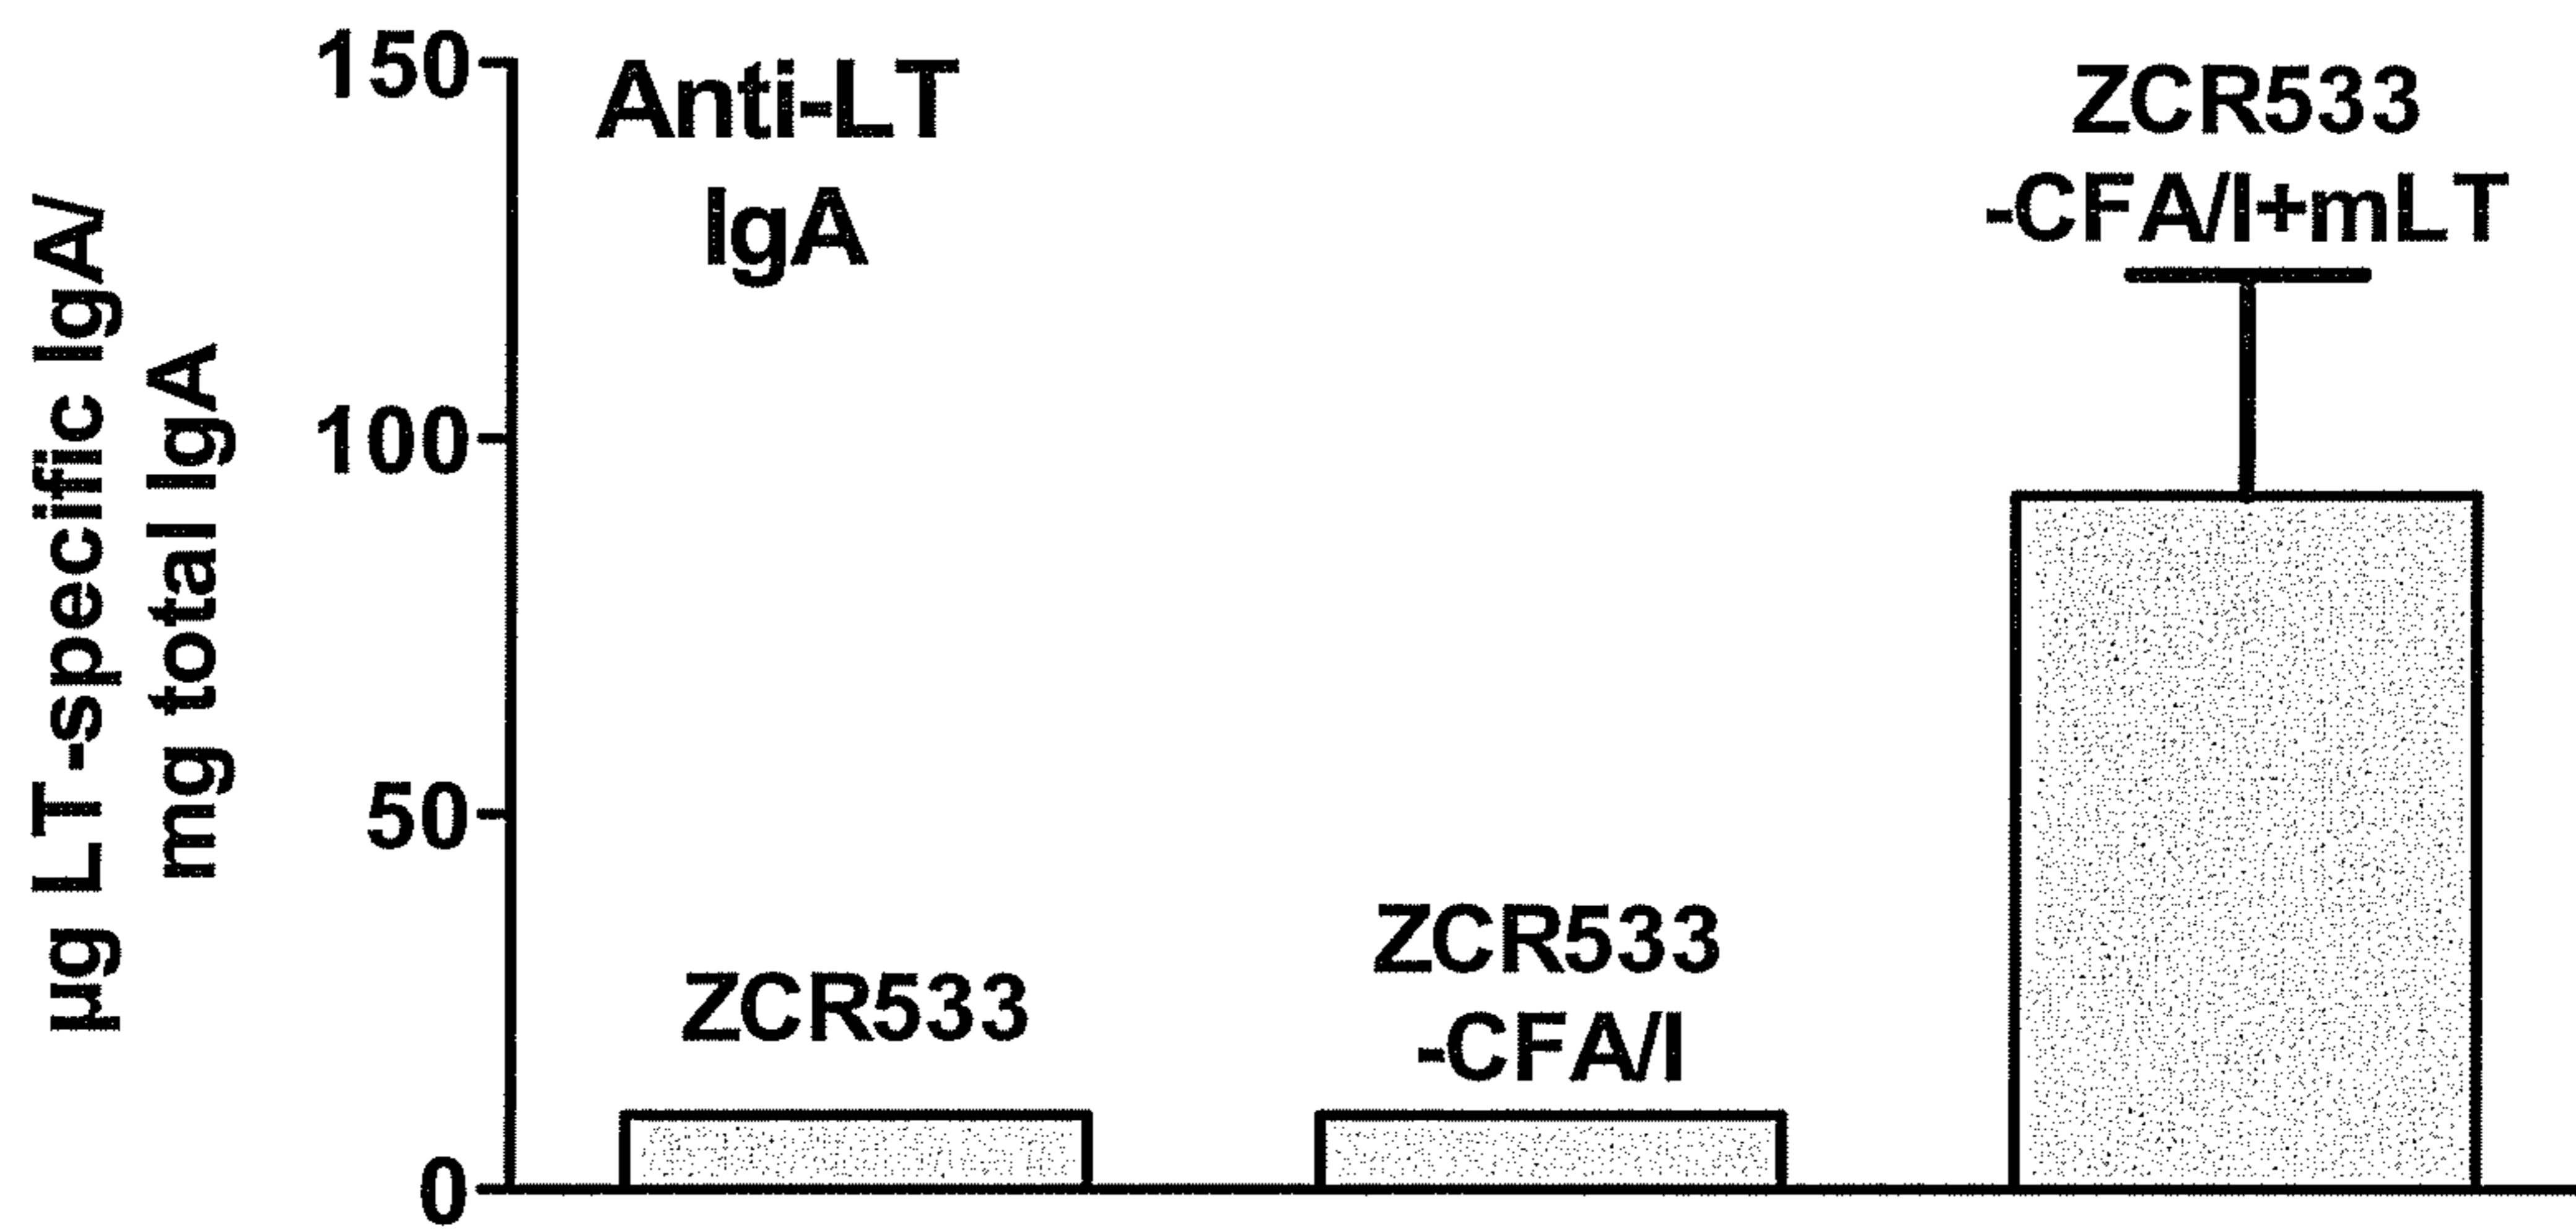 µg LT-specific IgA/
mg total IgA
150
100
50
0
Anti-LT
IgA
ZCR533
ZCR533
-CFA/I
ZCR533
-CFA/I+mLT